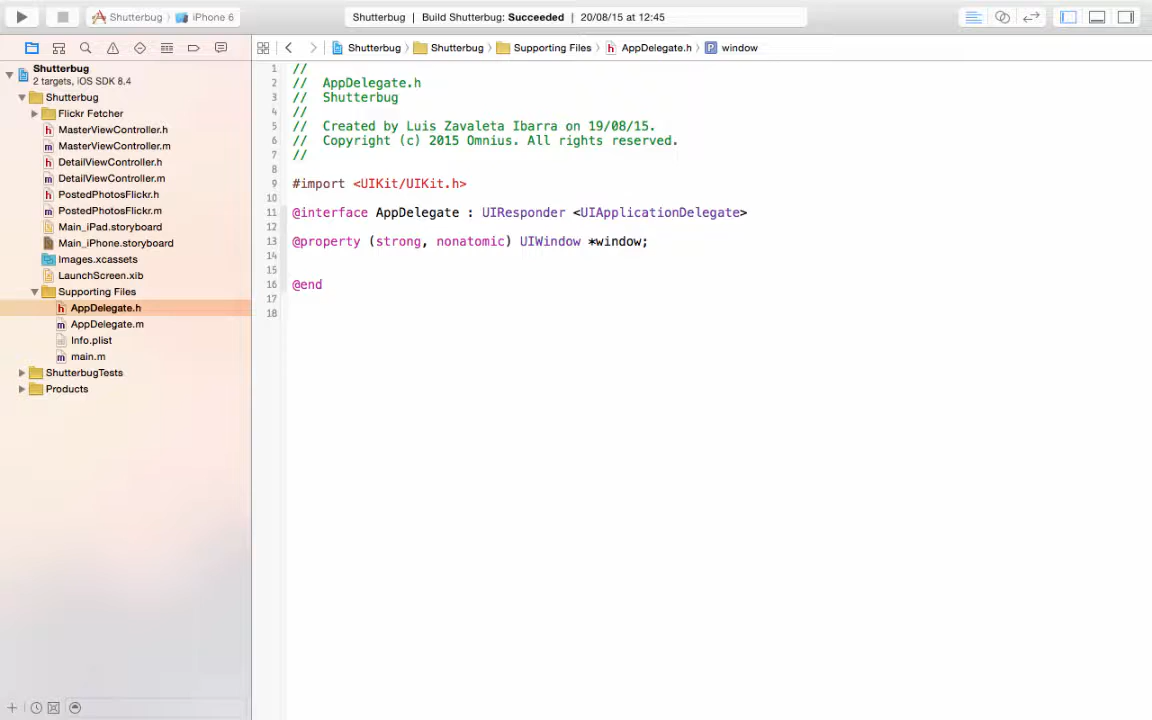 Shutterbug
iPhone 6
Shutterbug | Build Shutterbug: Succeeded | 20/08/15 at 12:45
Shutterbug
Shutterbug
Supporting Files
AppDelegate.h
window
Shutterbug
2 targets, iOS SDK 8.4
Shutterbug
Flickr Fetcher
MasterViewController.h
MasterViewController.m
DetailViewController.h
DetailViewController.m
PostedPhotosFlickr.h
PostedPhotosFlickr.m
Main_iPad.storyboard
Main_iPhone.storyboard
Images.xcassets
LaunchScreen.xib
Supporting Files
AppDelegate.h
AppDelegate.m
Info.plist
main.m
ShutterbugTests
Products
1 //
2 // AppDelegate.h
3 // Shutterbug
4 //
5 // Created by Luis Zavaleta Ibarra on 19/08/15.
6 // Copyright (c) 2015 Omnius. All rights reserved.
7 //
8
9 #import <UIKit/UIKit.h>
10
11 @interface AppDelegate : UIResponder <UIApplicationDelegate>
12
13 @property (strong, nonatomic) UIWindow *window;
14
15
16 @end
17
18